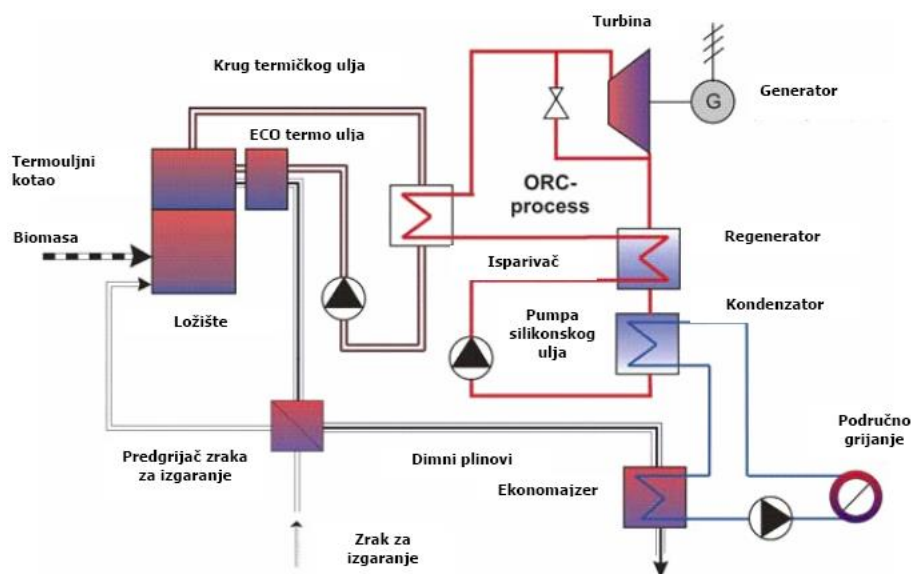 Turbina
Krug termičkog ulja
Generator
G
ECO termo ulja
Termouljni
kotao
ORC-
process
Biomasa
Regenerator
Isparivač
Kondenzator
Ložište
Pumpa
silikonskog
ulja
Područno
grijanje
Predgrijač zraka
za izgaranje
Dimni plinovi
Ekonomajzer
Zrak za
izgaranje